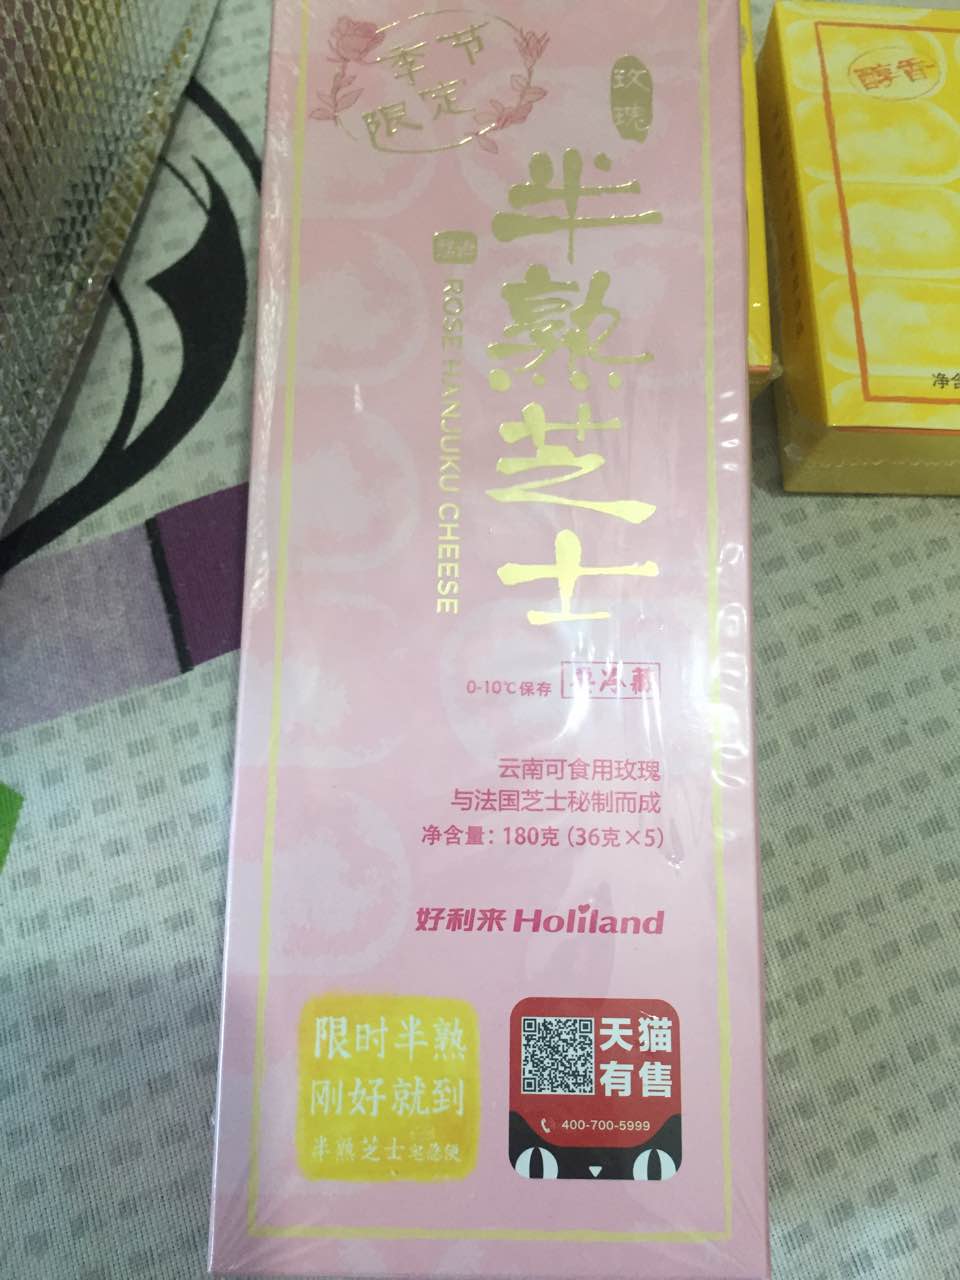 季节
限定
玫瑰
半熟芝士
ROSE HANJUKU CHEESE
0-10℃保存
要冷藏
云南可食用玫瑰
与法国芝士秘制而成
净含量：180克（36克×5）
好利来 Holiland
限时半熟
刚好就到
半熟芝士宅急便
天猫
有售
400-700-5999
醇香
净含